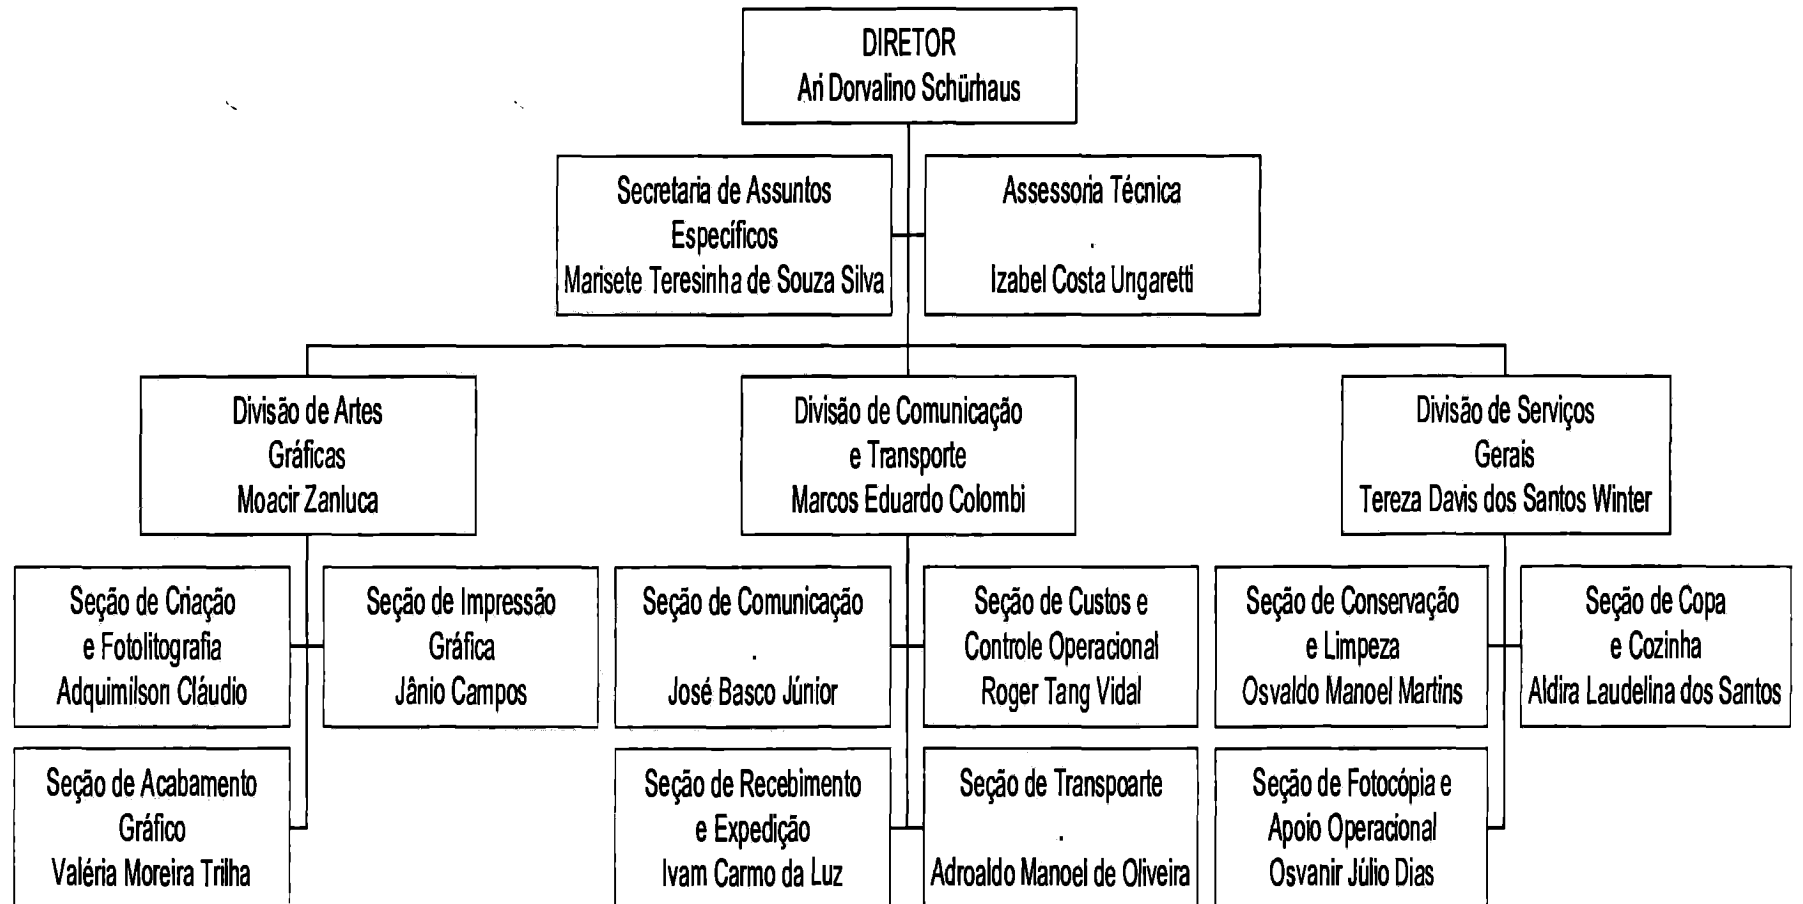 DIRETOR
Ari Dorvalino Schürhaus
Secretaria de Assuntos
Específicos
Marisete Teresinha de Souza Silva
Assessoria Técnica
.
Izabel Costa Ungaretti
Divisão de Artes
Gráficas
Moacir Zanluca
Divisão de Comunicação
e Transporte
Marcos Eduardo Colombi
Divisão de Serviços
Gerais
Tereza Davis dos Santos Winter
Seção de Criação
e Fotolitografia
Adquimilson Cláudio
Seção de Impressão
Gráfica
Jânio Campos
Seção de Comunicação
.
José Basco Júnior
Seção de Custos e
Controle Operacional
Roger Tang Vidal
Seção de Conservação
e Limpeza
Osvaldo Manoel Martins
Seção de Copa
e Cozinha
Aldira Laudelina dos Santos
Seção de Acabamento
Gráfico
Valéria Moreira Trilha
Seção de Recebimento
e Expedição
Ivam Carmo da Luz
Seção de Transpoarte
.
Adroaldo Manoel de Oliveira
Seção de Fotocópia e
Apoio Operacional
Osvanir Júlio Dias